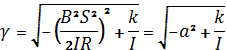 γ = √(-(B²S²/2IR)² + k/I) = √(-a² + k/I)